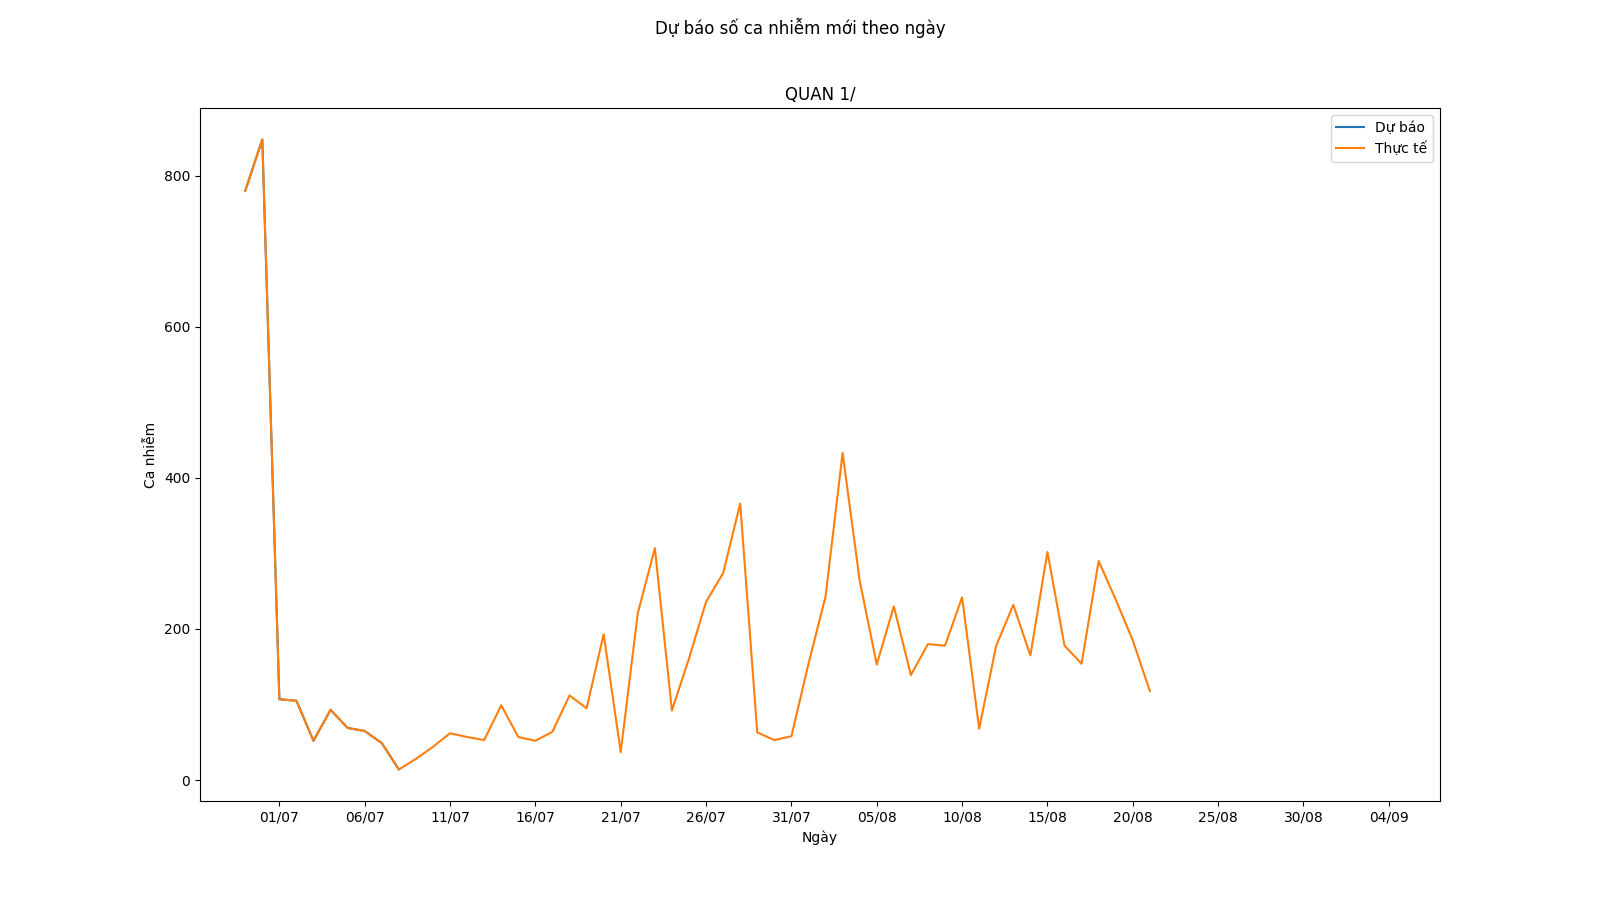 Dự báo số ca nhiễm mới theo ngày
QUAN 1/
Dự báo
Thực tế
800
600
400
200
0
Ca nhiễm
01/07 06/07 11/07 16/07 21/07 26/07 31/07 05/08 10/08 15/08 20/08 25/08 30/08 04/09
Ngày